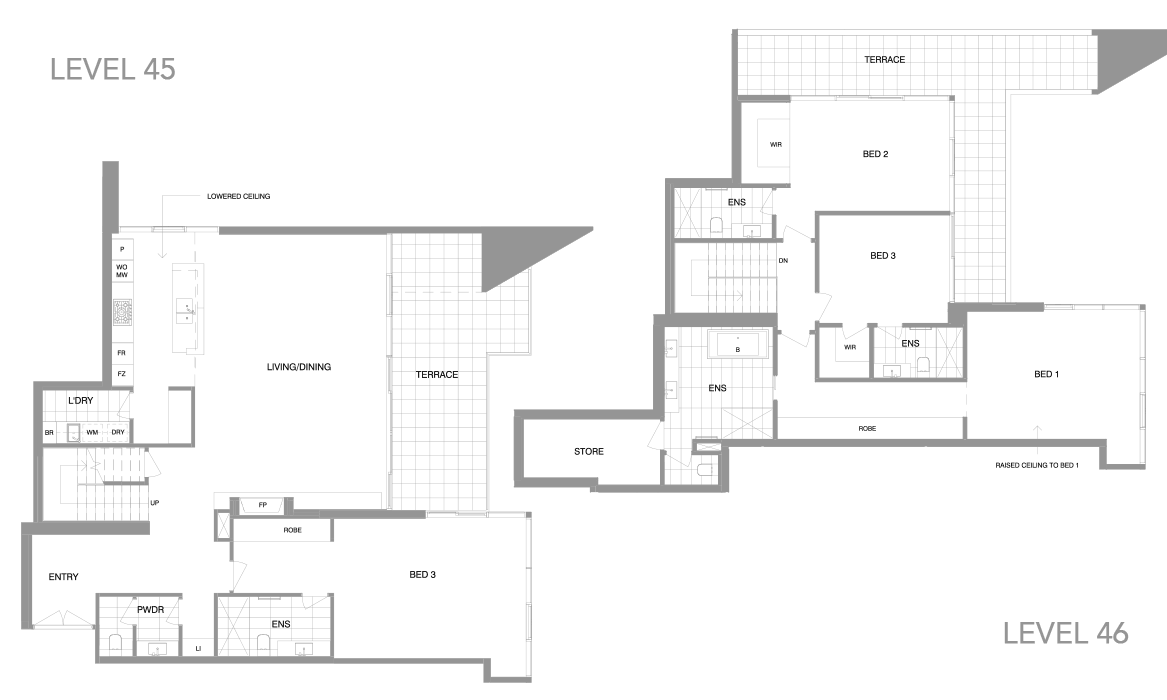 LEVEL 45
LOWERED CEILING
P
WO
MW
FR
FZ
LIVING/DINING
TERRACE
L'DRY
BR
WM
DRY
UP
FP
ROBE
ENTRY
BED 3
PWDR
ENS
LI
TERRACE
WIR
BED 2
ENS
BED 3
DN
WIR
ENS
B
ENS
BED 1
ROBE
STORE
RAISED CEILING TO BED 1
LEVEL 46